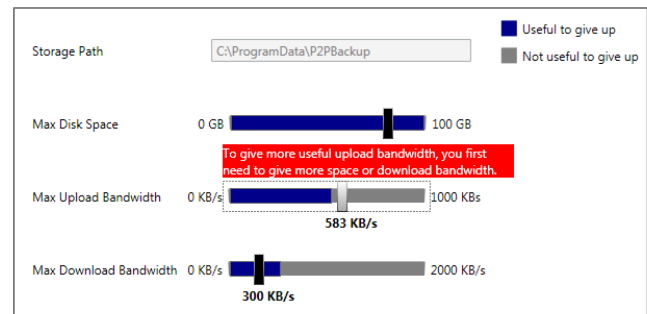 Useful to give up
Storage Path C:\ProgramData\P2PBackup
Not useful to give up
Max Disk Space 0 GB 100 GB
To give more useful upload bandwidth, you first
need to give more space or download bandwidth.
Max Upload Bandwidth 0 KB/s 1000 KBs
583 KB/s
Max Download Bandwidth 0 KB/s 2000 KB/s
300 KB/s